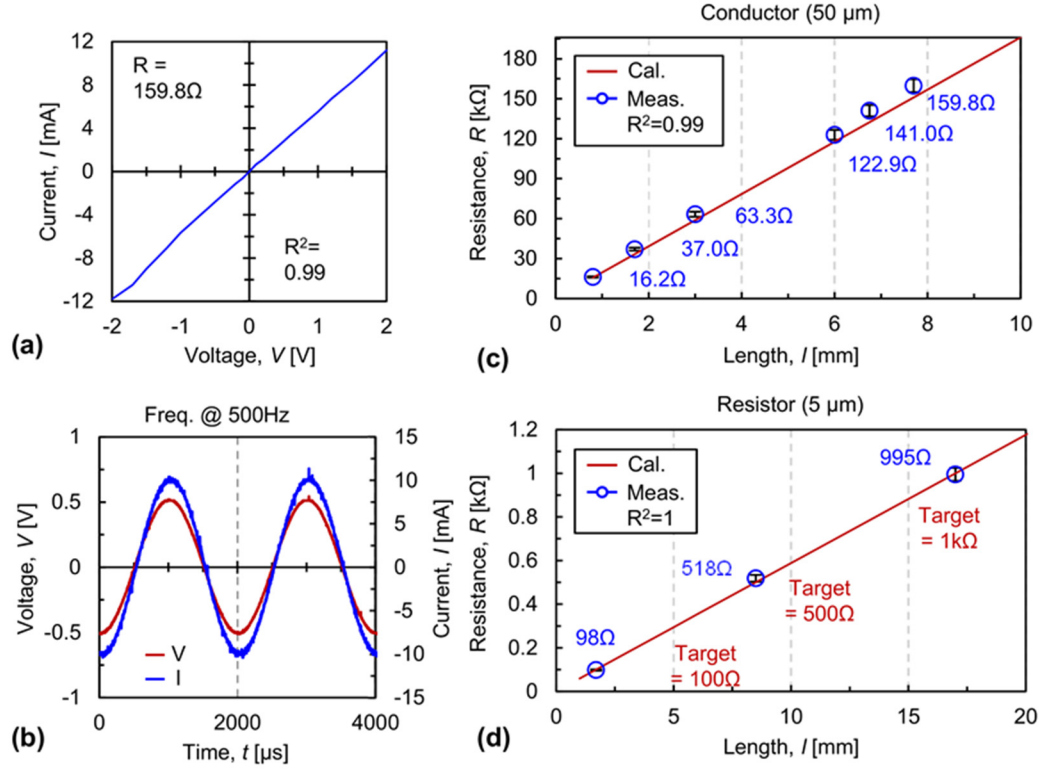 12
8
4
0
-4
-8
-12
Current, I [mA]
R =
159.8Ω
R²=
0.99
-2
-1
0
1
2
Voltage, V [V]
(a)
Conductor (50 μm)
180
150
120
90
60
30
0
Resistance, R [kΩ]
Cal.
Meas.
R²=0.99
159.8Ω
141.0Ω
122.9Ω
63.3Ω
37.0Ω
16.2Ω
0
2
4
6
8
10
Length, l [mm]
(c)
Freq. @ 500Hz
1
0.5
0
-0.5
-1
Voltage, V [V]
15
10
5
0
-5
-10
-15
Current, I [mA]
V
I
0
2000
4000
Time, t [μs]
(b)
Resistor (5 μm)
1.2
1
0.8
0.6
0.4
0.2
0
Resistance, R [kΩ]
Cal.
Meas.
R²=1
995Ω
Target
= 1kΩ
518Ω
Target
= 500Ω
98Ω
Target
= 100Ω
0
5
10
15
20
Length, l [mm]
(d)